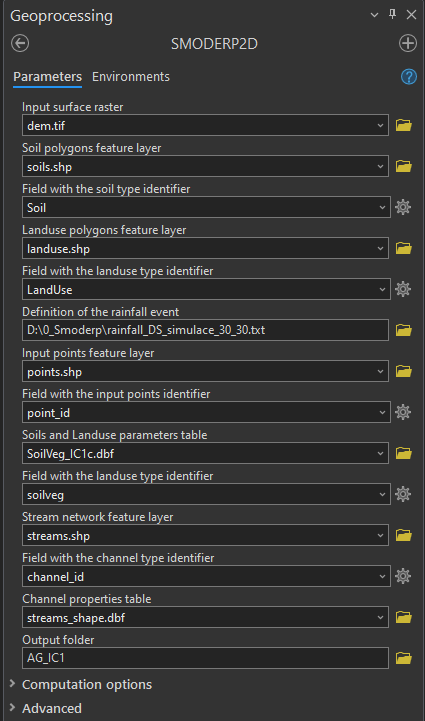 Geoprocessing
SMODERP2D
Parameters Environments
Input surface raster
dem.tif
Soil polygons feature layer
soils.shp
Field with the soil type identifier
Soil
Landuse polygons feature layer
landuse.shp
Field with the landuse type identifier
LandUse
Definition of the rainfall event
D:\0_Smoderp\rainfall_DS_simulace_30_30.txt
Input points feature layer
points.shp
Field with the input points identifier
point_id
Soils and Landuse parameters table
SoilVeg_IC1c.dbf
Field with the landuse type identifier
soilveg
Stream network feature layer
streams.shp
Field with the channel type identifier
channel_id
Channel properties table
streams_shape.dbf
Output folder
AG_IC1
Computation options
Advanced